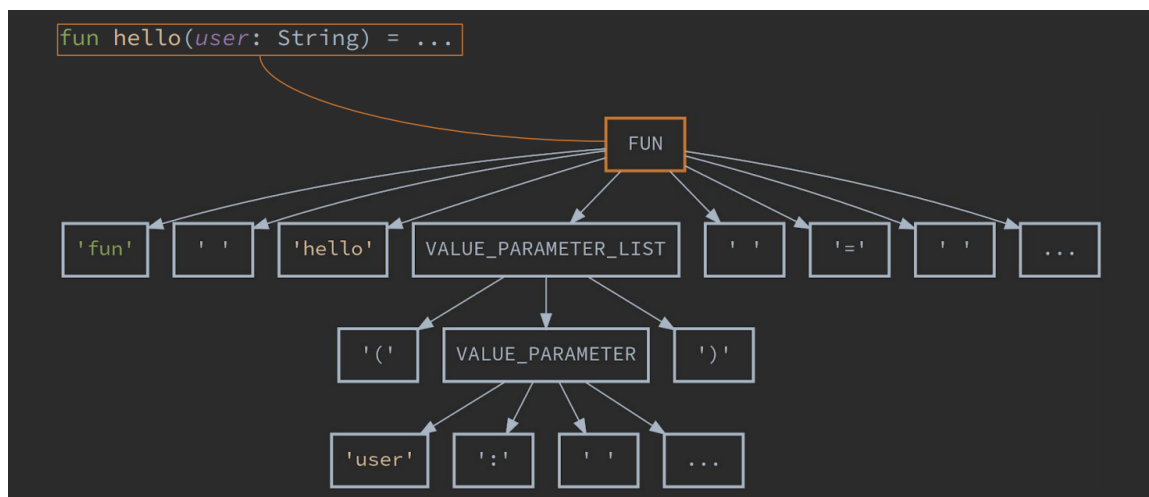 fun hello(user: String) = ...
FUN
'fun' ' ' 'hello' VALUE_PARAMETER_LIST ' ' '=' ' ' ...
'(' VALUE_PARAMETER ')'
'user' ':' ' ' ...